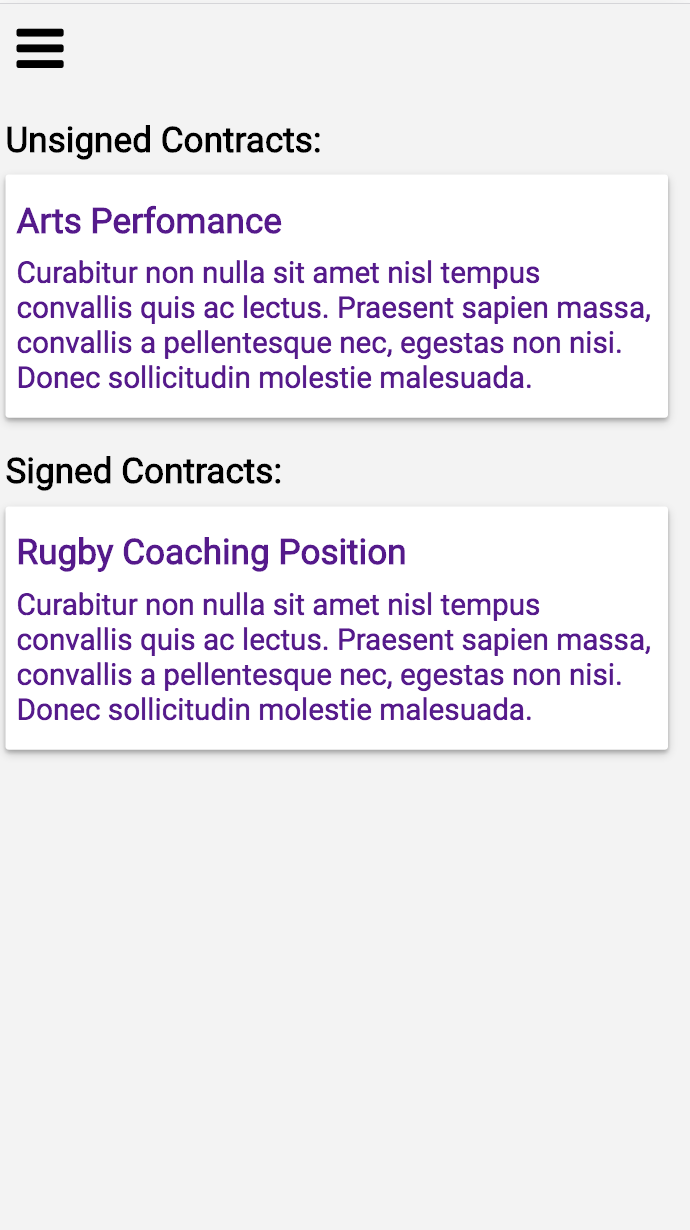 Unsigned Contracts:
Arts Perfomance
Curabitur non nulla sit amet nisl tempus
convallis quis ac lectus. Praesent sapien massa,
convallis a pellentesque nec, egestas non nisi.
Donec sollicitudin molestie malesuada.
Signed Contracts:
Rugby Coaching Position
Curabitur non nulla sit amet nisl tempus
convallis quis ac lectus. Praesent sapien massa,
convallis a pellentesque nec, egestas non nisi.
Donec sollicitudin molestie malesuada.